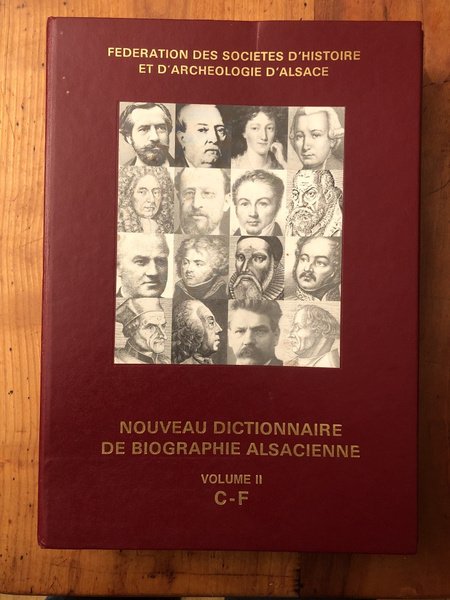 FEDERATION DES SOCIETES D'HISTOIRE
ET D'ARCHEOLOGIE D'ALSACE
NOUVEAU DICTIONNAIRE
DE BIOGRAPHIE ALSACIENNE
VOLUME II
C-F